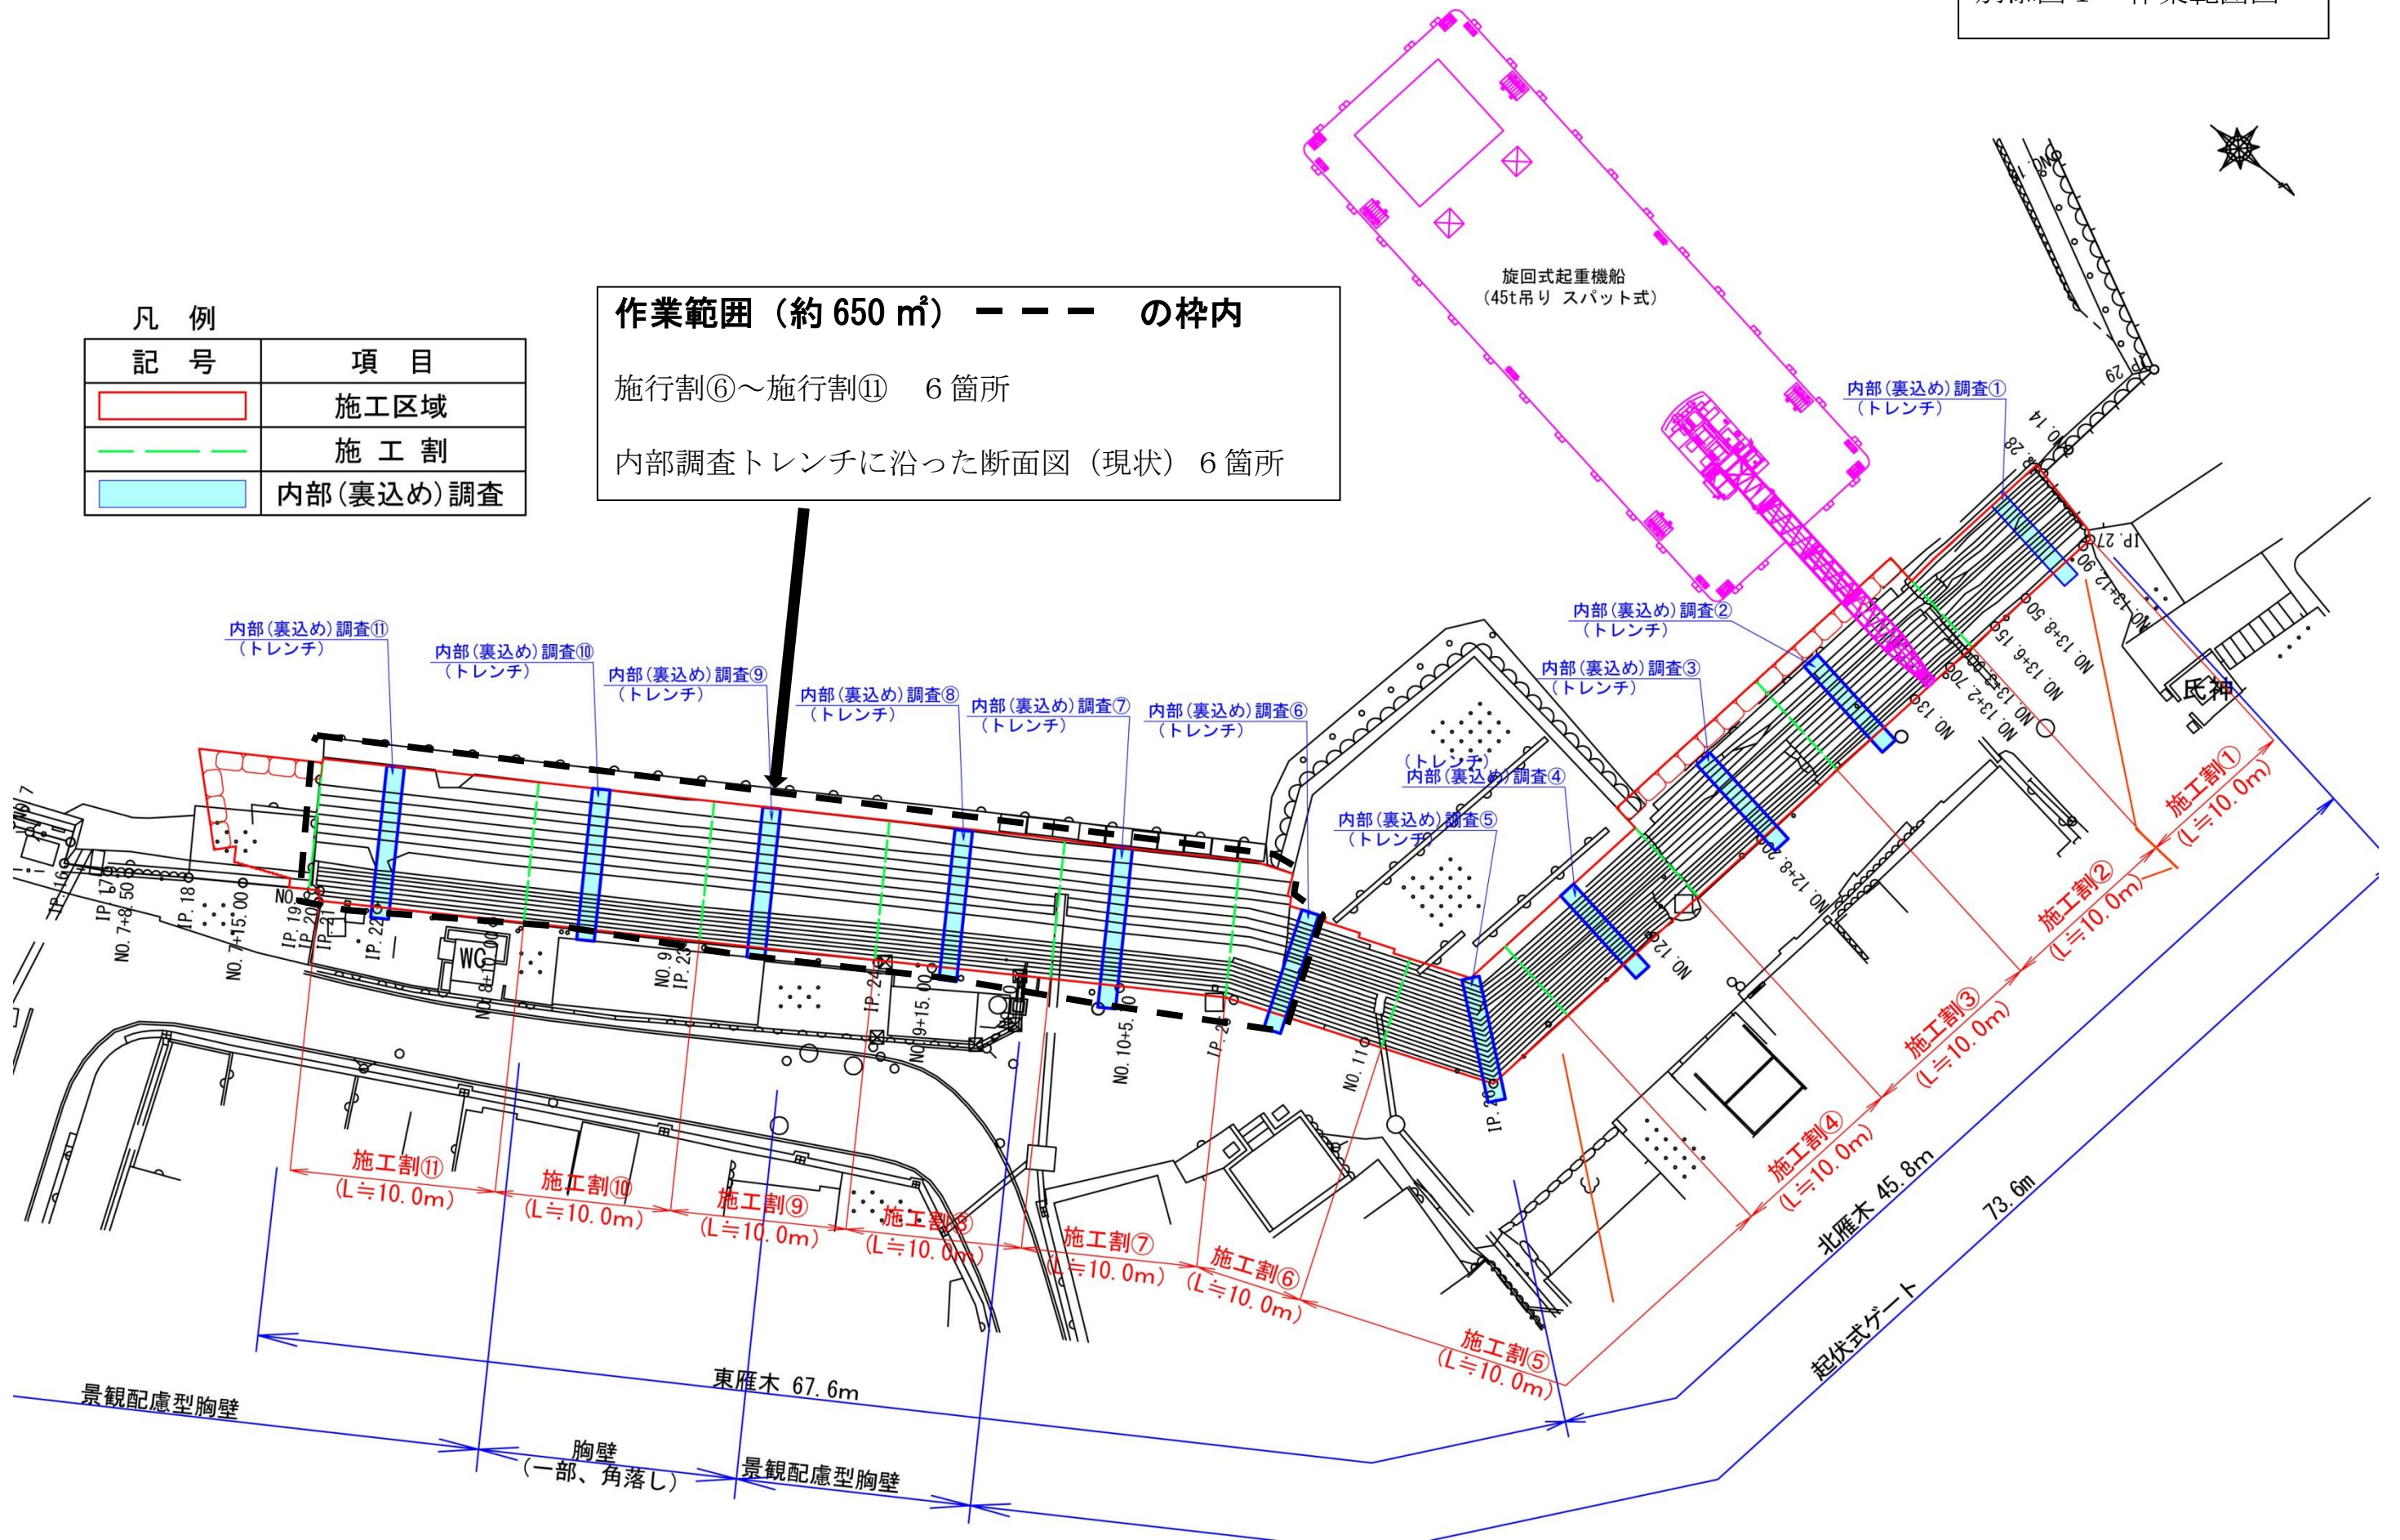 凡 例
記 号 項 目
施工区域
施 工 割
内部(裏込め)調査
作業範囲（約 650 ㎡） ― ― ― の枠内
施行割⑥～施行割⑪ ６箇所
内部調査トレンチに沿った断面図（現状）６箇所
旋回式起重機船
(45t吊り スパット式)
内部(裏込め)調査①
(トレンチ)
内部(裏込め)調査②
(トレンチ)
内部(裏込め)調査③
(トレンチ)
(トレンチ)
内部(裏込め)調査④
内部(裏込め)調査⑤
(トレンチ)
内部(裏込め)調査⑥
(トレンチ)
内部(裏込め)調査⑦
(トレンチ)
内部(裏込め)調査⑧
(トレンチ)
内部(裏込め)調査⑨
(トレンチ)
内部(裏込め)調査⑩
(トレンチ)
内部(裏込め)調査⑪
(トレンチ)
IP.29
NO.14
IP.27
NO.13+12.90
NO.13+8.50
NO.13+6.15
NO.13+2.70
NO.13
氏神
NO.12+8.20
NO.12
NO.11
NO.9+15.00
IP.24
WC
IP.22
IP.21
IP.20
IP.19
NO.7+15.00
IP.18
NO.7+8.50
IP.17
IP.16
施工割①
(L≒10.0m)
施工割②
(L≒10.0m)
施工割③
(L≒10.0m)
施工割④
(L≒10.0m)
施工割⑤
(L≒10.0m)
施工割⑥
(L≒10.0m)
施工割⑦
(L≒10.0m)
施工割⑧
(L≒10.0m)
施工割⑨
(L≒10.0m)
施工割⑩
(L≒10.0m)
施工割⑪
(L≒10.0m)
北雁木 45.8m
起伏式ゲート 73.6m
東雁木 67.6m
景観配慮型胸壁
胸壁
(一部、角落し)
景観配慮型胸壁